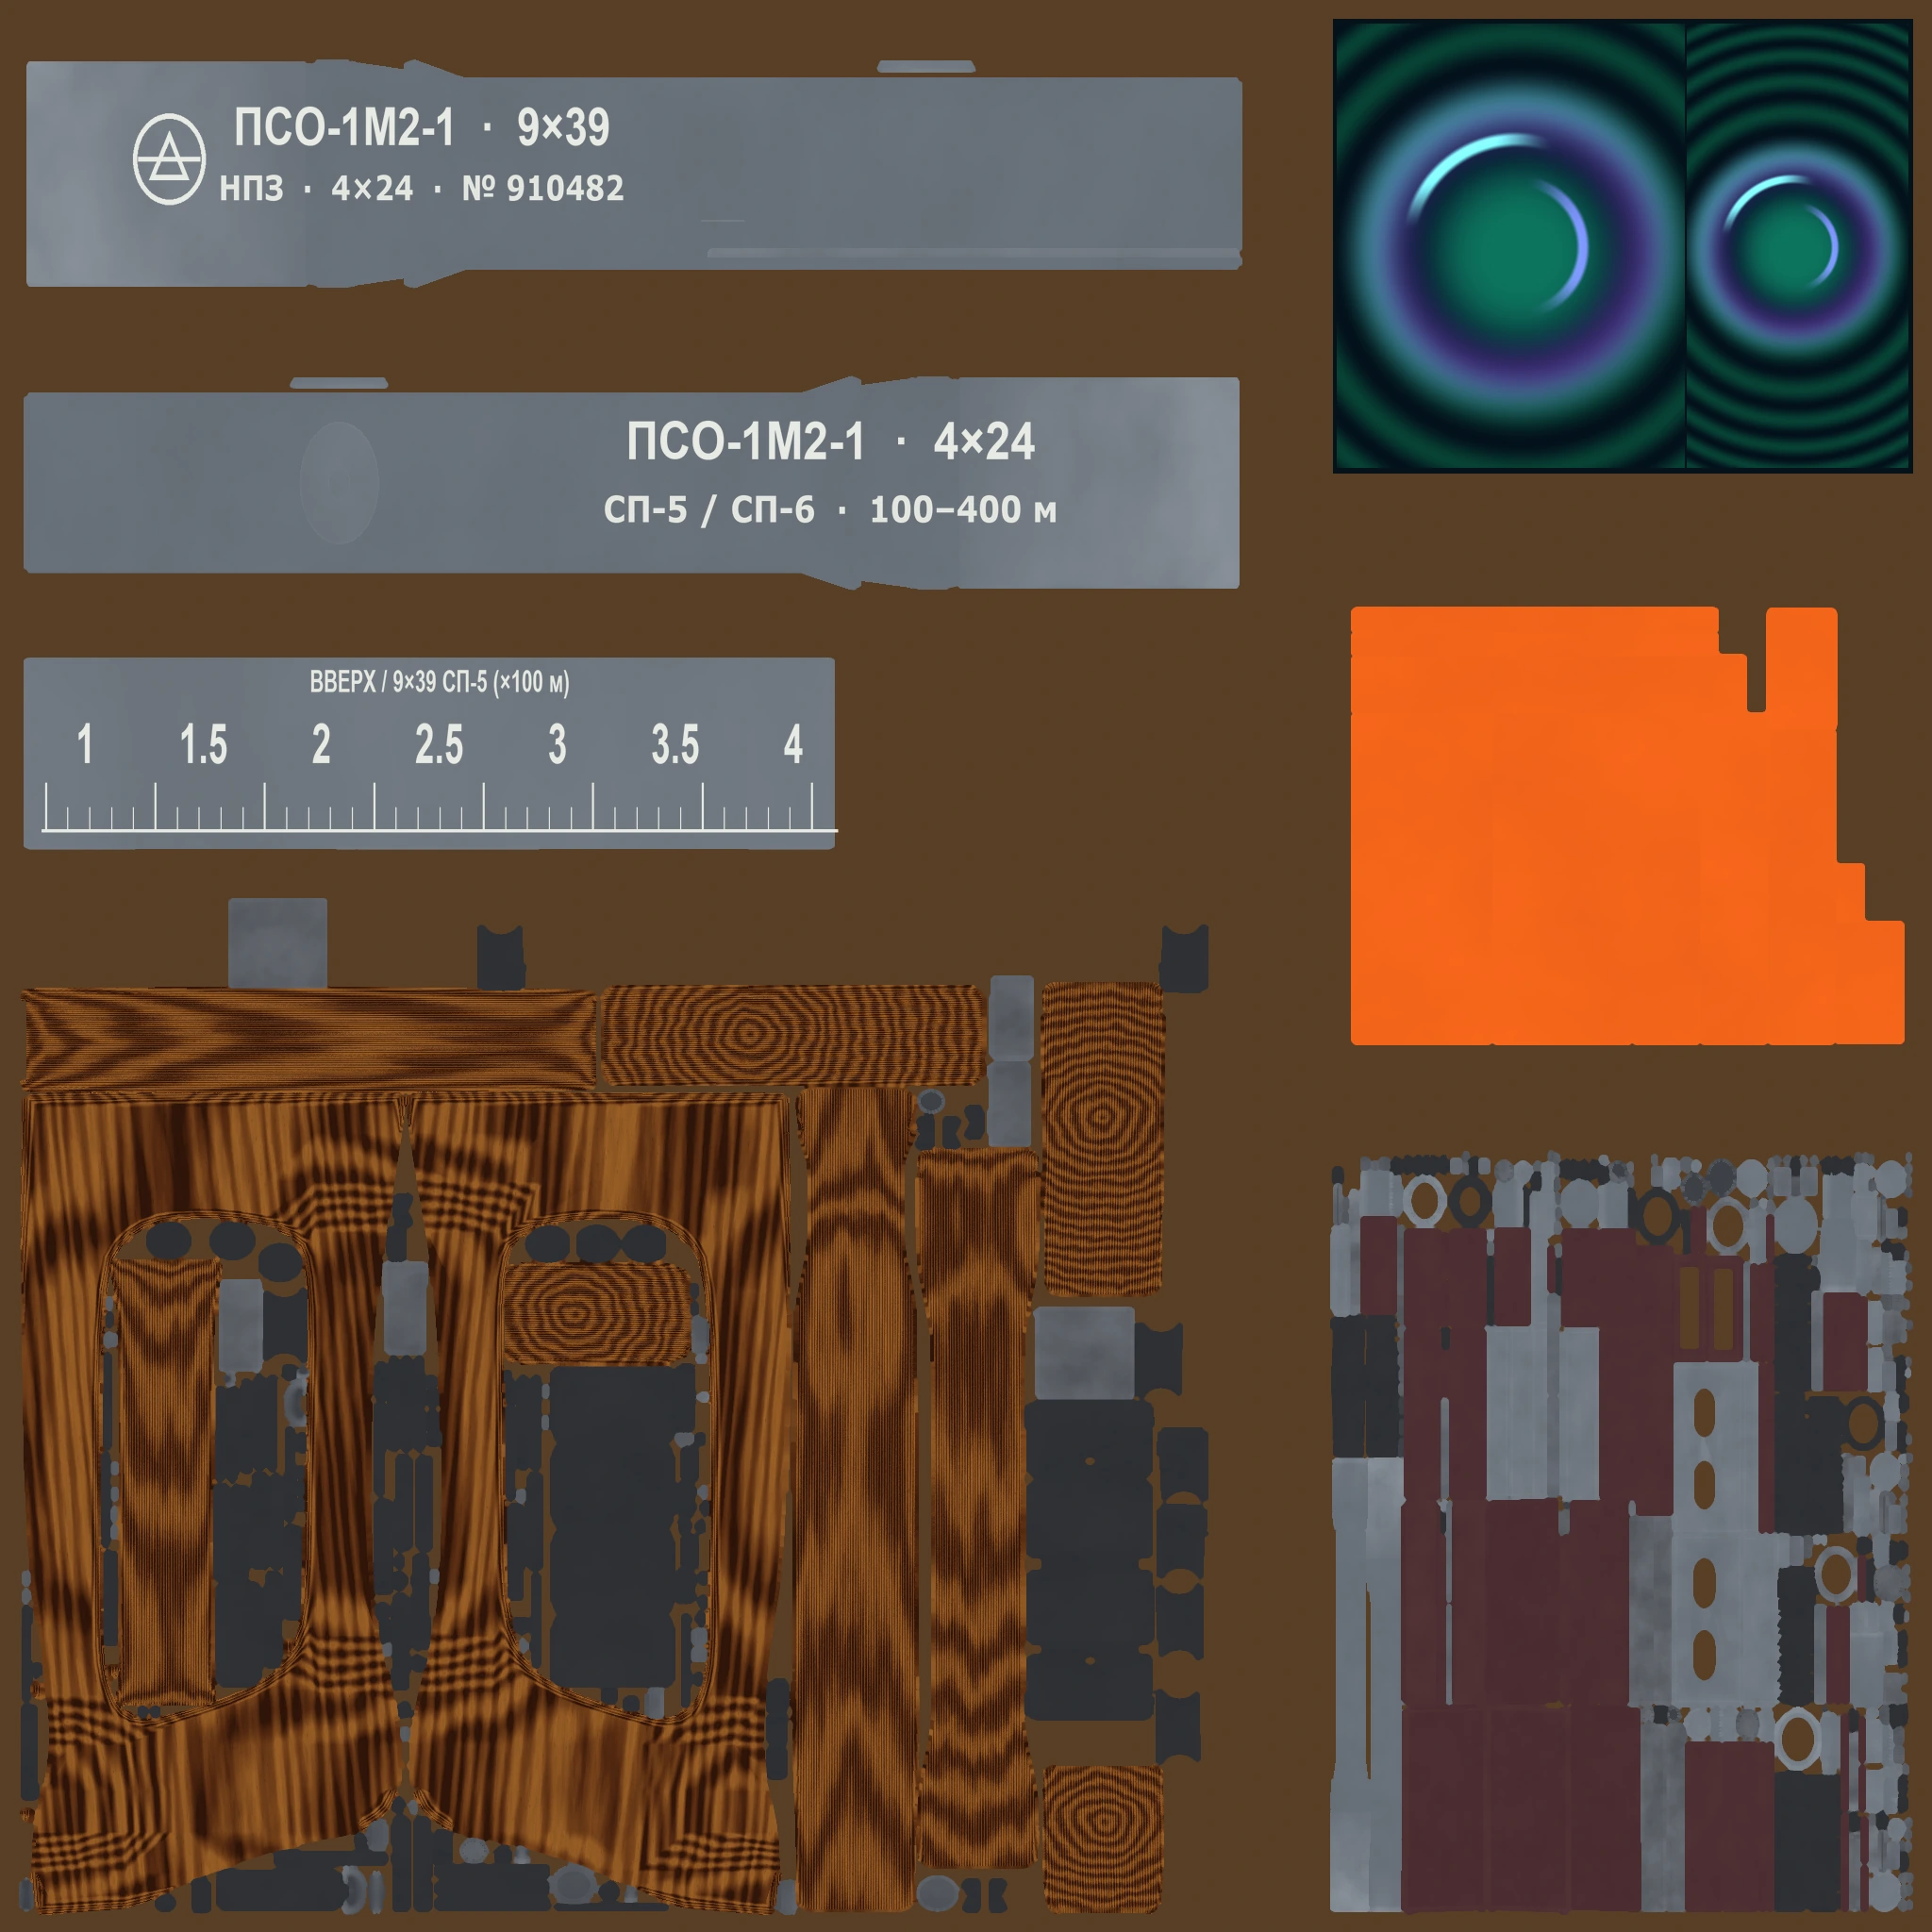 ПСО-1М2-1 · 9×39
НПЗ · 4×24 · № 910482
ПСО-1М2-1 · 4×24
СП-5 / СП-6 · 100–400 м
ВВЕРХ / 9×39 СП-5 (×100 м)
1 1.5 2 2.5 3 3.5 4